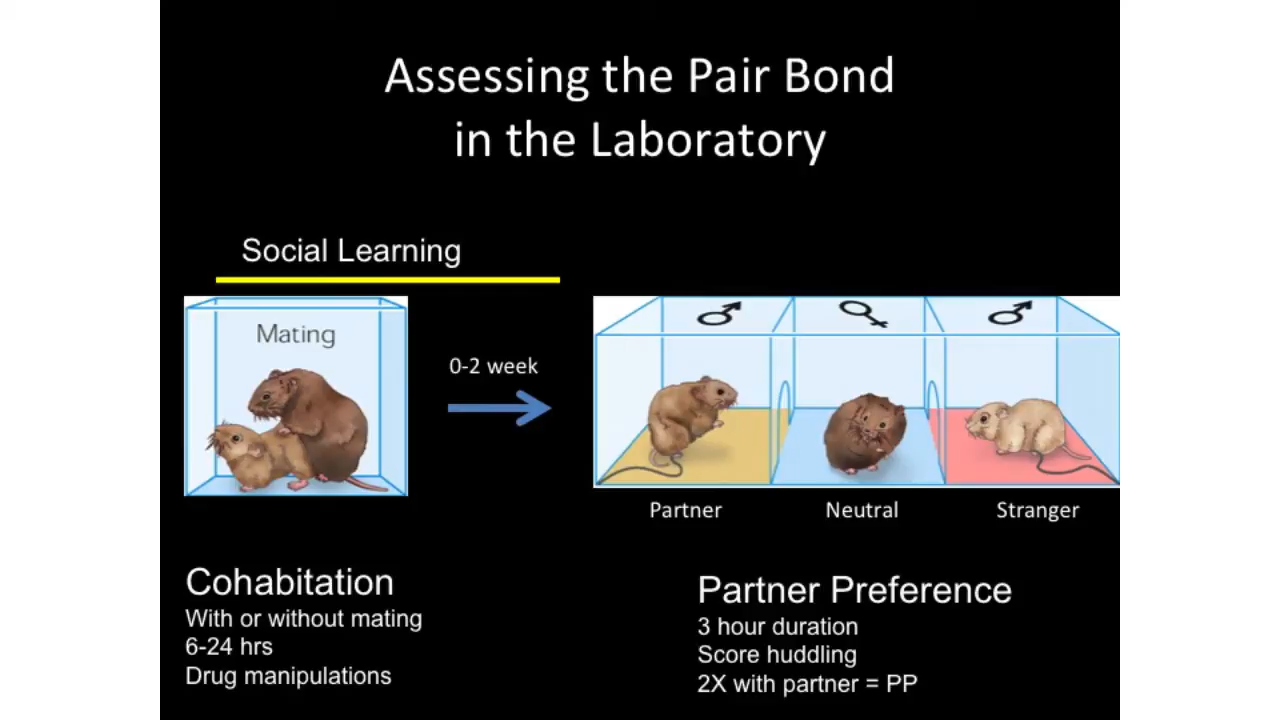 Assessing the Pair Bond
in the Laboratory
Social Learning
Mating
0-2 week
♂ ♀ ♂
Partner Neutral Stranger
Cohabitation
With or without mating
6-24 hrs
Drug manipulations
Partner Preference
3 hour duration
Score huddling
2X with partner = PP